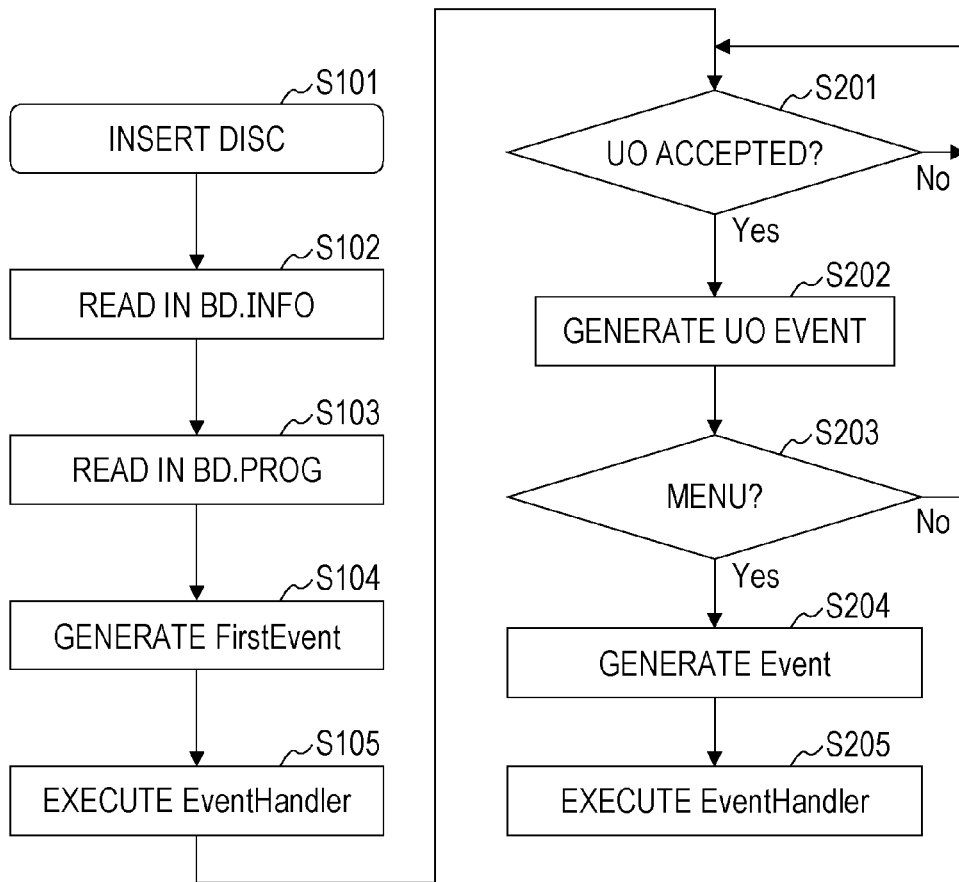 S101
INSERT DISC
S102
READ IN BD.INFO
S103
READ IN BD.PROG
S104
GENERATE FirstEvent
S105
EXECUTE EventHandler
S201
UO ACCEPTED?
No
Yes
S202
GENERATE UO EVENT
S203
MENU?
No
Yes
S204
GENERATE Event
S205
EXECUTE EventHandler